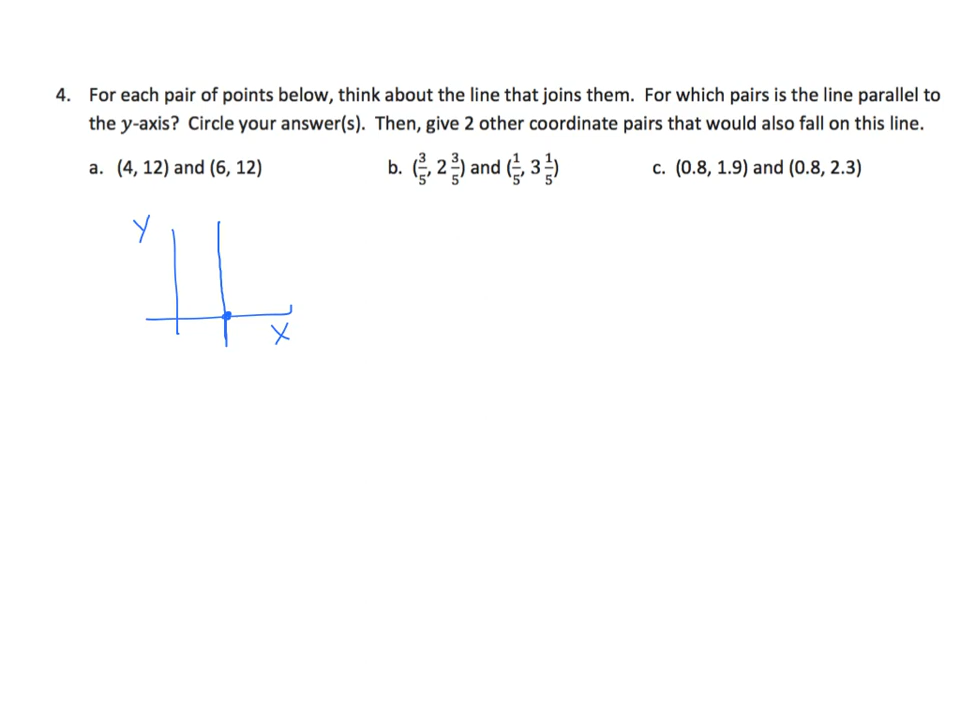 4. For each pair of points below, think about the line that joins them. For which pairs is the line parallel to
the y-axis? Circle your answer(s). Then, give 2 other coordinate pairs that would also fall on this line.
a. (4, 12) and (6, 12) b. (3/5, 2 3/5) and (1/5, 3 1/5) c. (0.8, 1.9) and (0.8, 2.3)
Y
X